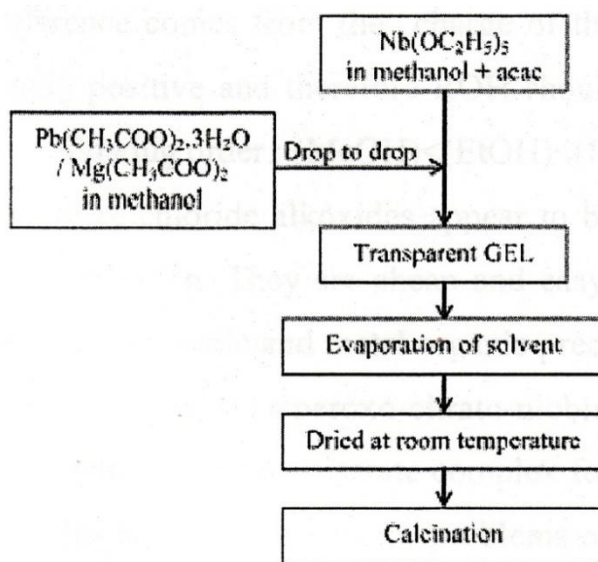 Nb(OC₂H₅)₅
in methanol + acac
Pb(CH₃COO)₂.3H₂O
/ Mg(CH₃COO)₂
in methanol
Drop to drop
Transparent GEL
Evaporation of solvent
Dried at room temperature
Calcination